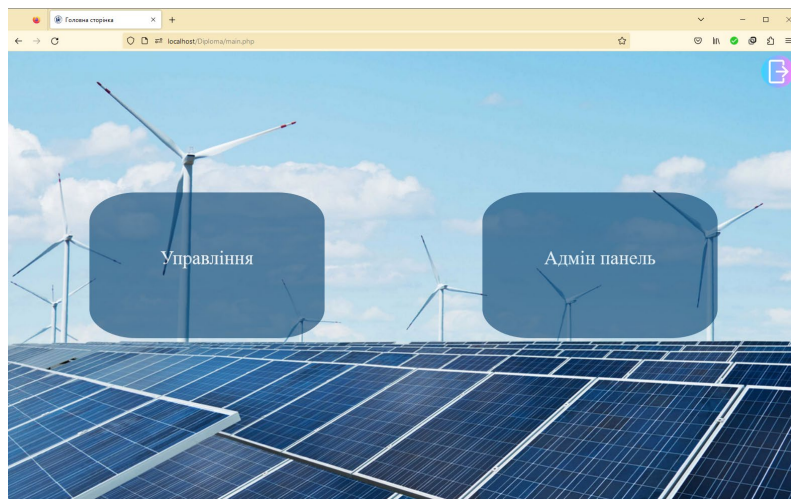 Головна сторінка
localhost/Diploma/main.php
Управління
Адмін панель